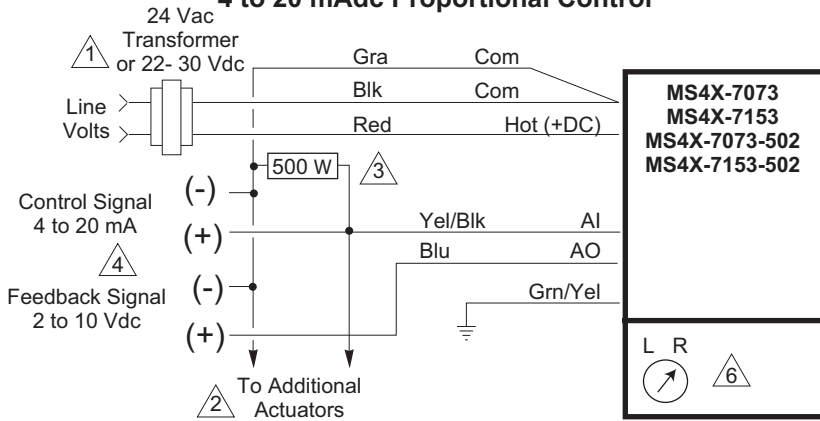 4 to 20 mAdc Proportional Control
24 Vac
Transformer
or 22- 30 Vdc
1
Line
Volts
Gra Com
Blk Com
Red Hot (+DC)
MS4X-7073
MS4X-7153
MS4X-7073-502
MS4X-7153-502
500 W
3
Control Signal
4 to 20 mA
(-)
(+)
Yel/Blk AI
Blu AO
4
Feedback Signal
2 to 10 Vdc
(-)
(+)
Grn/Yel
L R
6
2
To Additional
Actuators